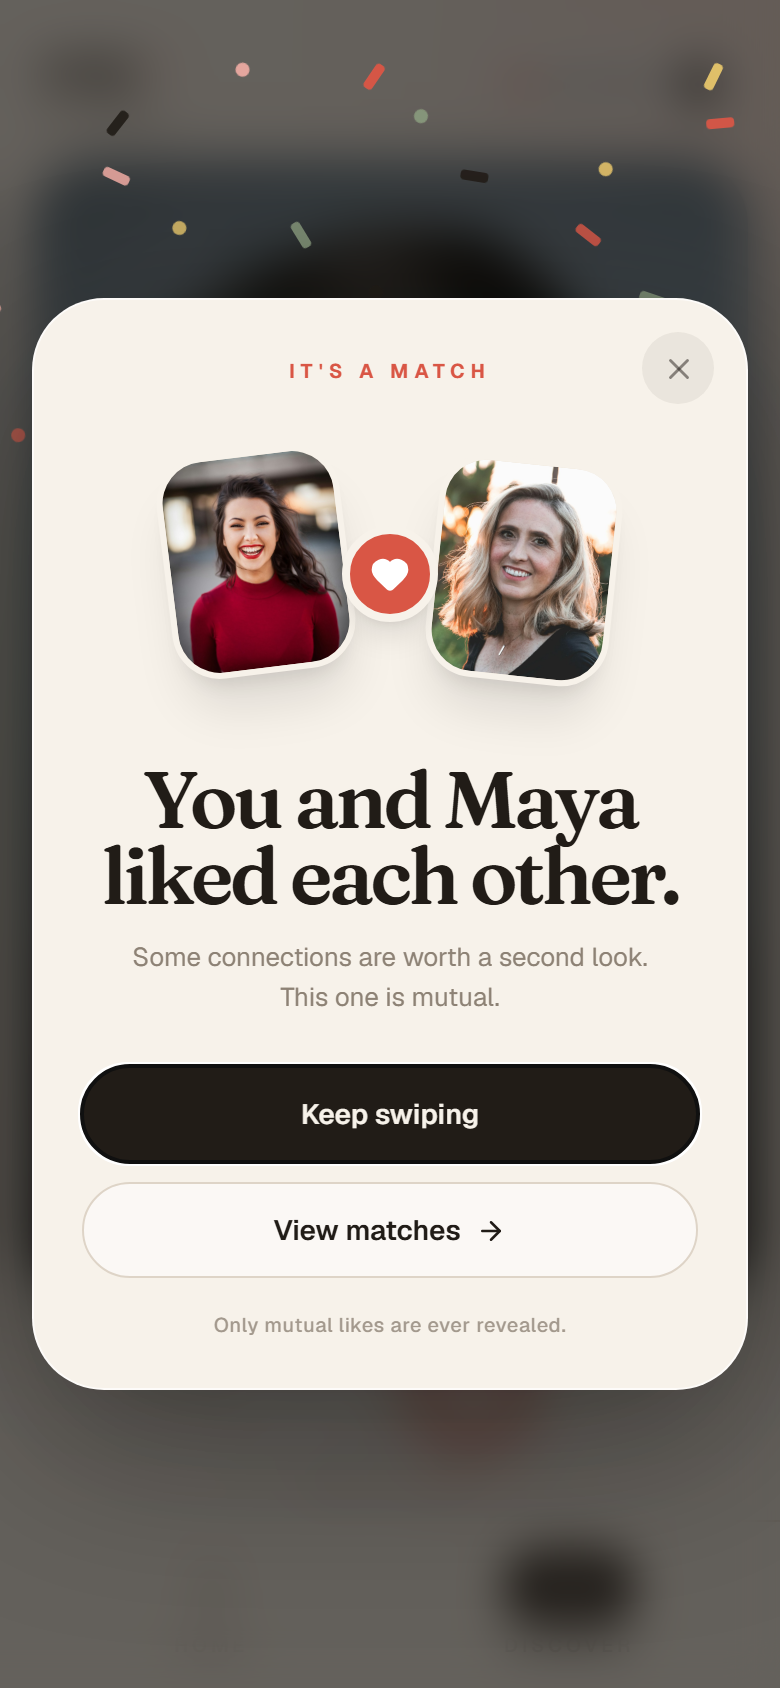 IT'S A MATCH
You and Maya
liked each other.
Some connections are worth a second look.
This one is mutual.
Keep swiping
View matches →
Only mutual likes are ever revealed.